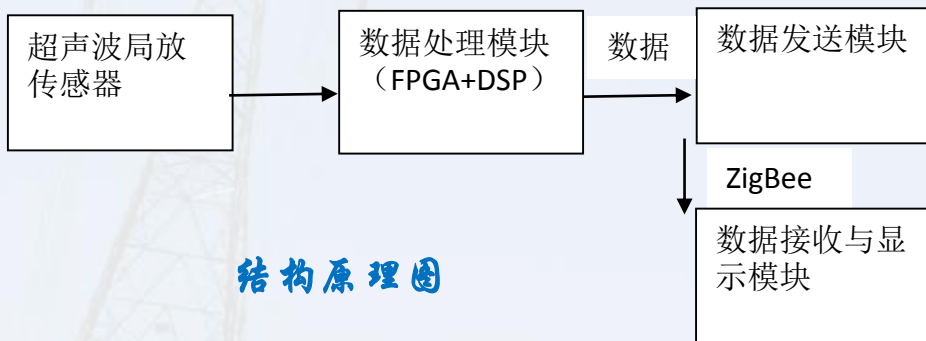 超声波局放
传感器
数据处理模块
（FPGA+DSP）
数据
数据发送模块
ZigBee
数据接收与显
示模块
结构原理图